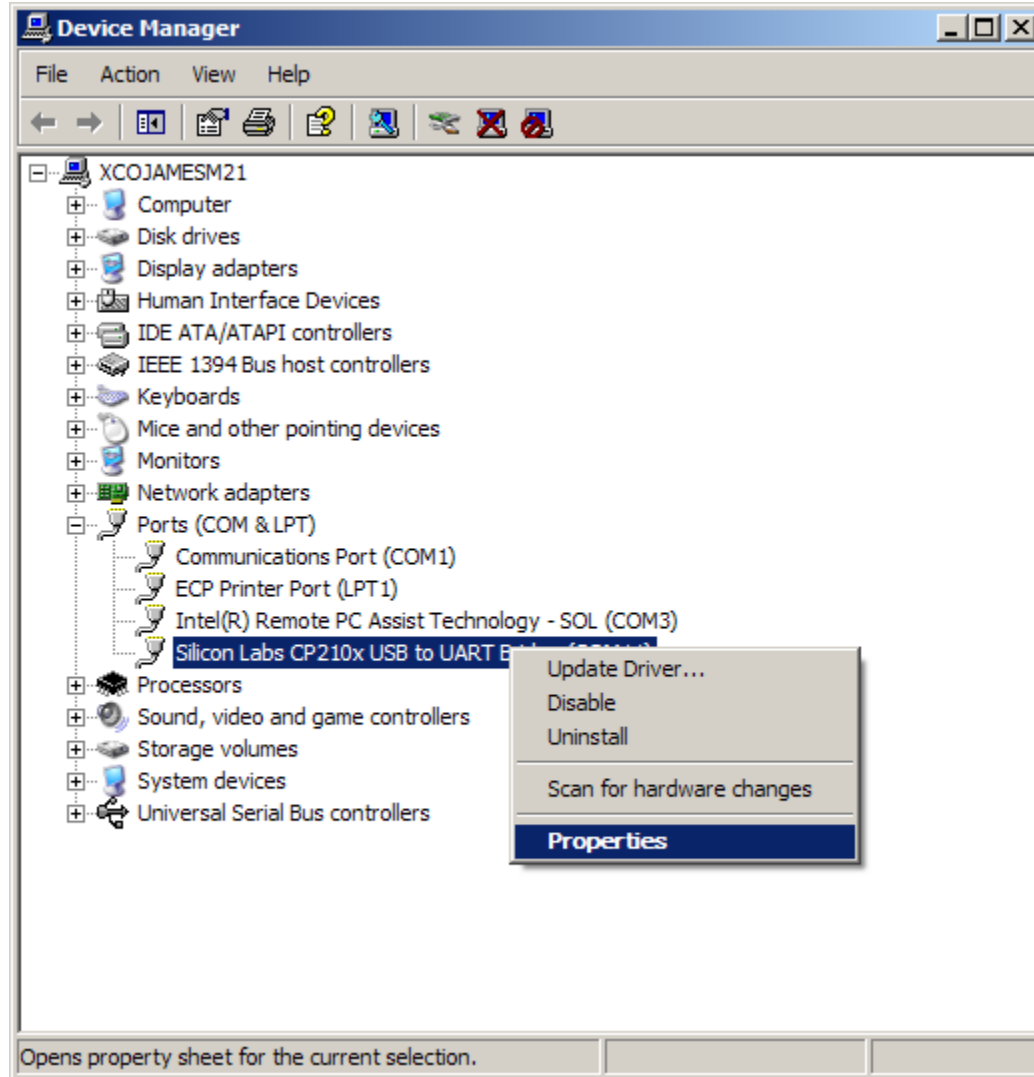 Device Manager
File Action View Help
XCOJAMESM21
Computer
Disk drives
Display adapters
Human Interface Devices
IDE ATA/ATAPI controllers
IEEE 1394 Bus host controllers
Keyboards
Mice and other pointing devices
Monitors
Network adapters
Ports (COM & LPT)
Communications Port (COM1)
ECP Printer Port (LPT1)
Intel(R) Remote PC Assist Technology - SOL (COM3)
Silicon Labs CP210x USB to UART
Update Driver...
Disable
Uninstall
Scan for hardware changes
Properties
Processors
Sound, video and game controllers
Storage volumes
System devices
Universal Serial Bus controllers
Opens property sheet for the current selection.